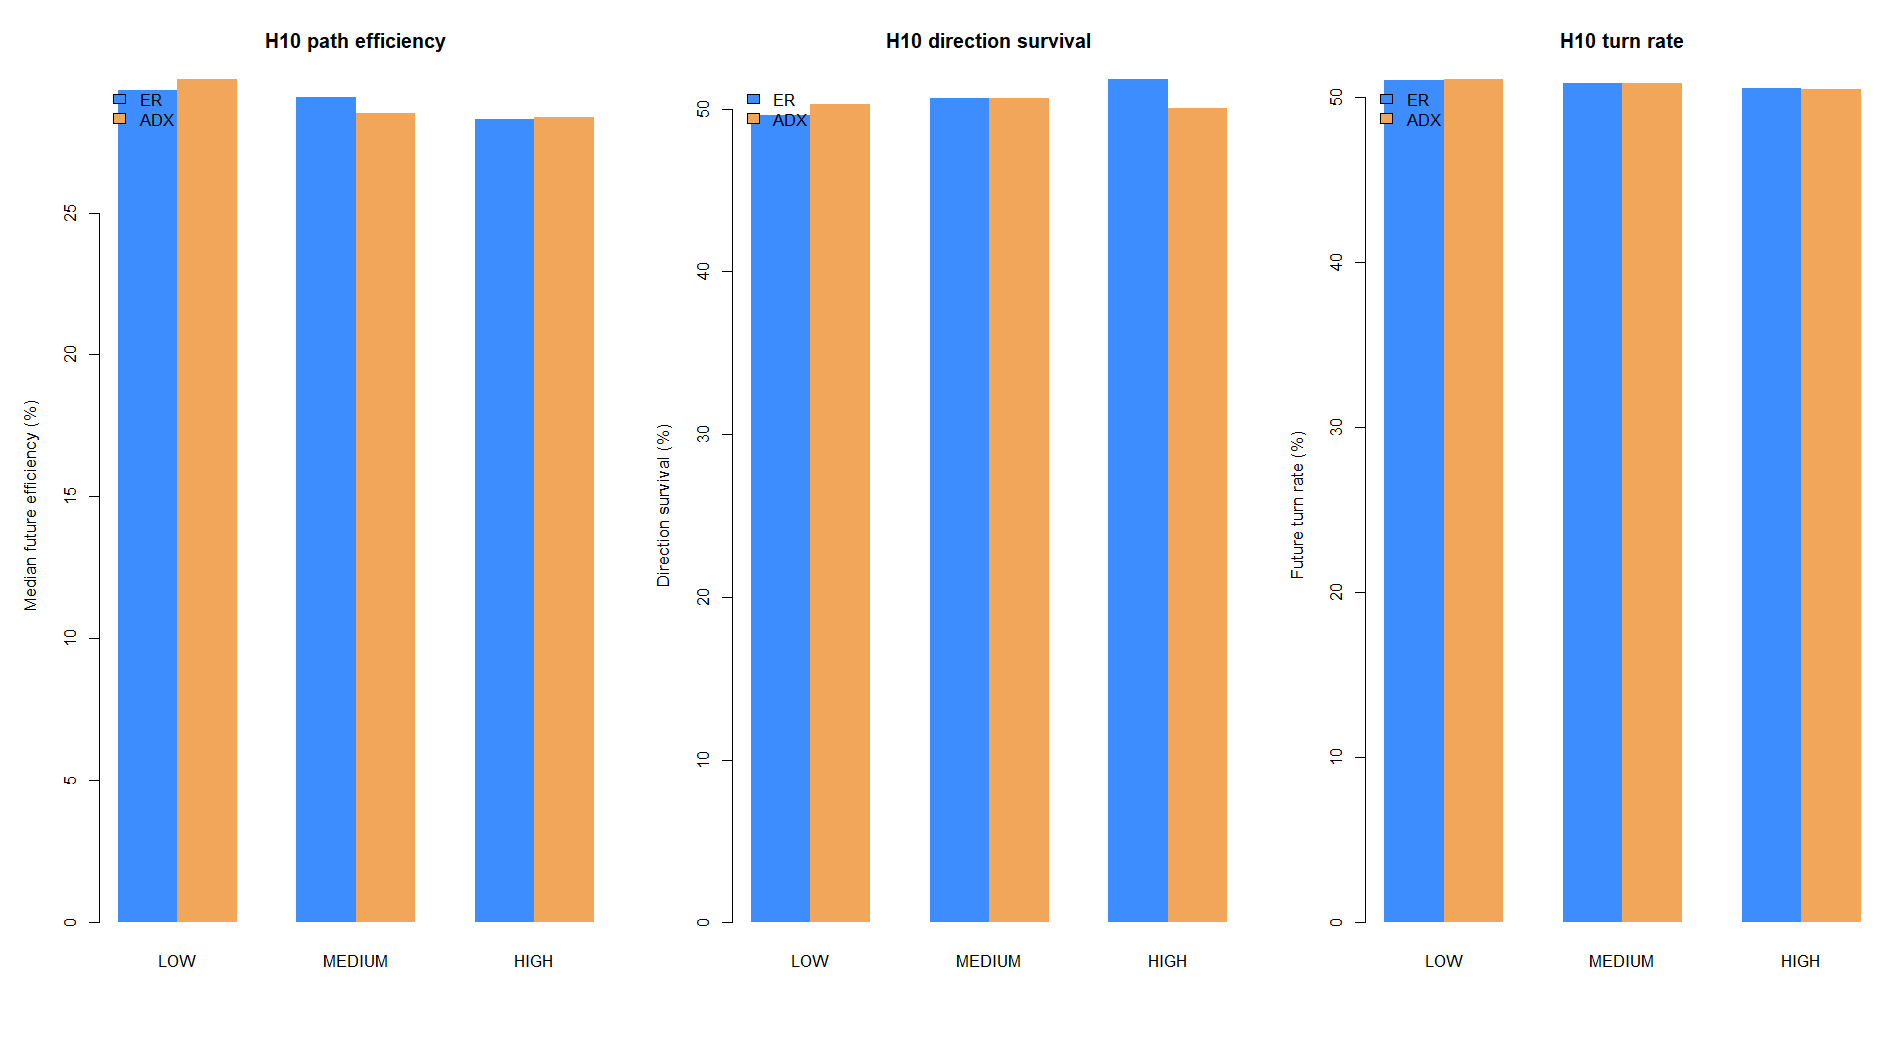 H10 path efficiency
ER
ADX
Median future efficiency (%)
25
20
15
10
5
0
LOW MEDIUM HIGH
H10 direction survival
ER
ADX
Direction survival (%)
50
40
30
20
10
0
LOW MEDIUM HIGH
H10 turn rate
ER
ADX
Future turn rate (%)
50
40
30
20
10
0
LOW MEDIUM HIGH